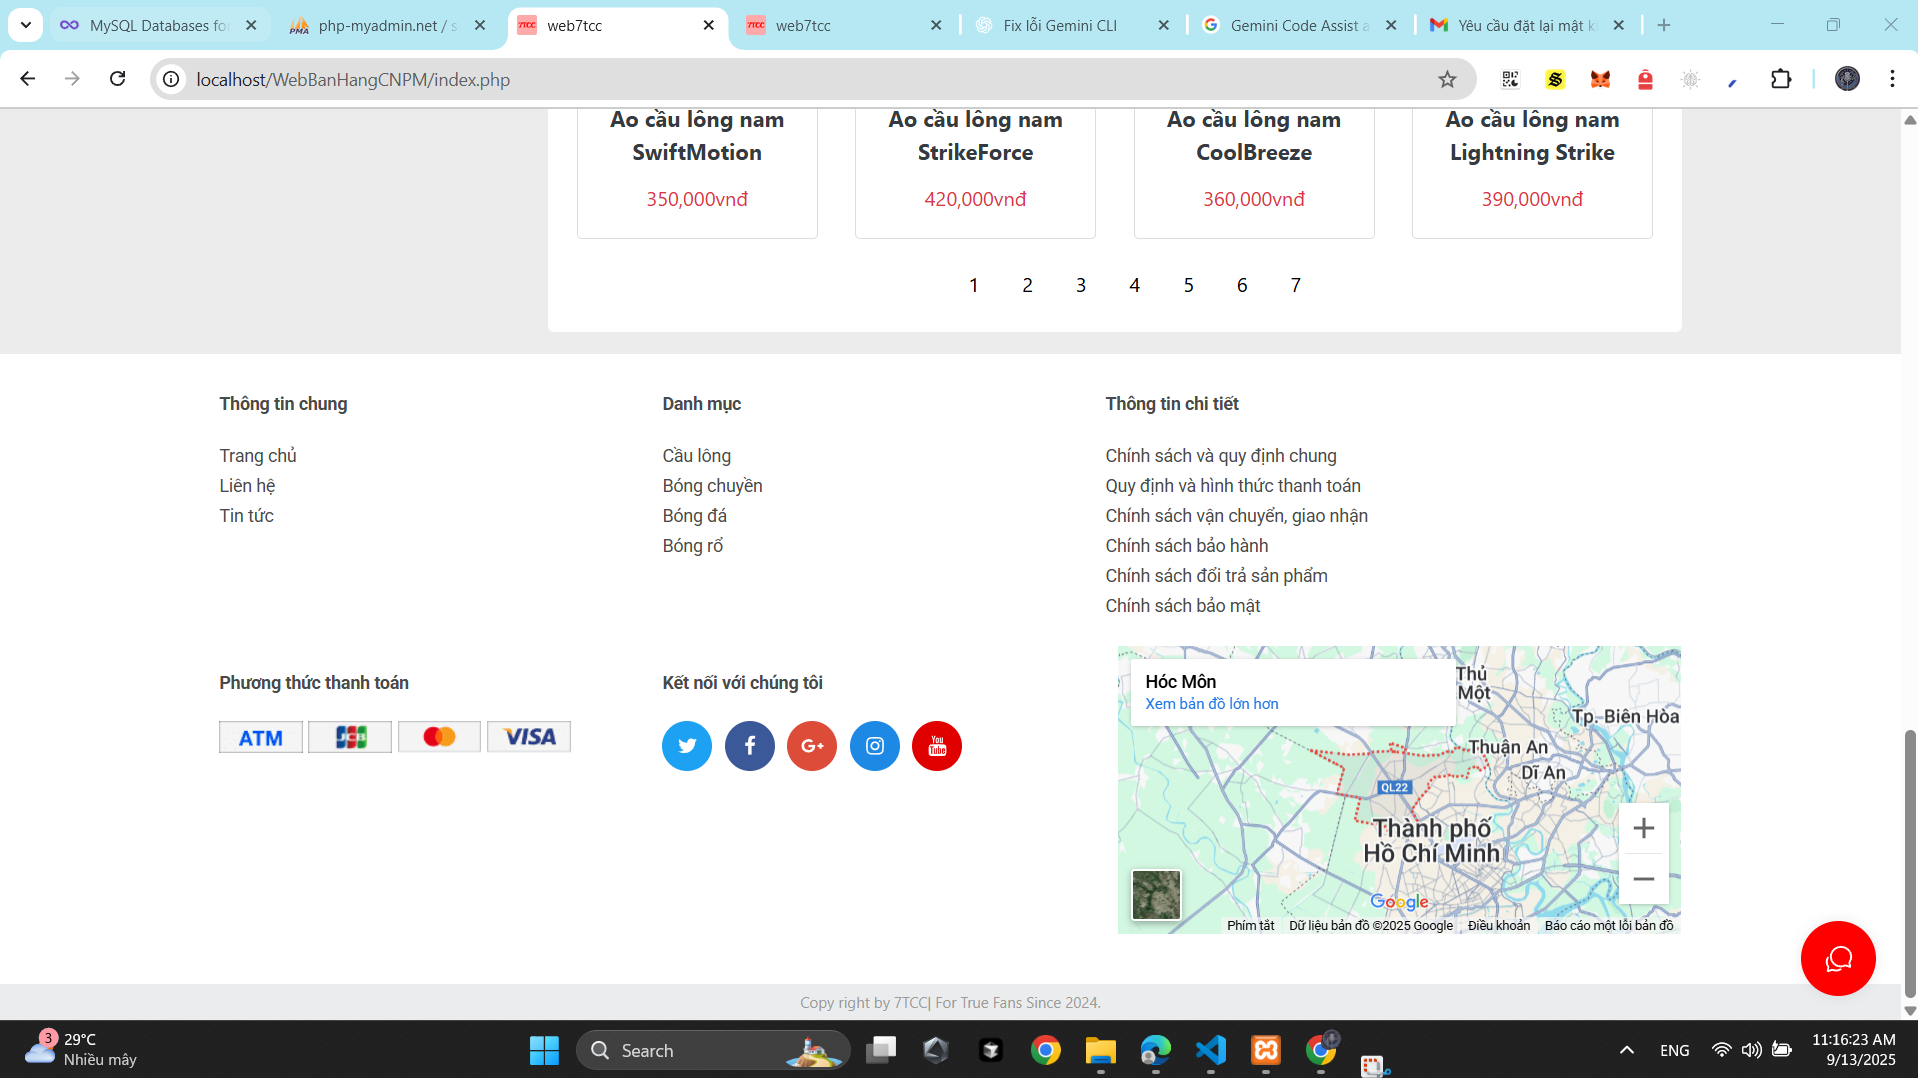 MySQL Databases for
php-myadmin.net / s
web7tcc
web7tcc
Fix lỗi Gemini CLI
Gemini Code Assist a
Yêu cầu đặt lại mật k
localhost/WebBanHangCNPM/index.php
Áo cầu lông nam
SwiftMotion
350,000vnđ
Áo cầu lông nam
StrikeForce
420,000vnđ
Áo cầu lông nam
CoolBreeze
360,000vnđ
Áo cầu lông nam
Lightning Strike
390,000vnđ
1 2 3 4 5 6 7
Thông tin chung
Trang chủ
Liên hệ
Tin tức
Danh mục
Cầu lông
Bóng chuyền
Bóng đá
Bóng rổ
Thông tin chi tiết
Chính sách và quy định chung
Quy định và hình thức thanh toán
Chính sách vận chuyển, giao nhận
Chính sách bảo hành
Chính sách đổi trả sản phẩm
Chính sách bảo mật
Phương thức thanh toán
ATM JCB VISA
Kết nối với chúng tôi
You
Tube
Hóc Môn
Xem bản đồ lớn hơn
Thủ
Một
Tp. Biên Hòa
Thuận An
Dĩ An
QL22
Thành phố
Hồ Chí Minh
Google
Phím tắt
Dữ liệu bản đồ ©2025 Google
Điều khoản
Báo cáo một lỗi bản đồ
Copy right by 7TCC| For True Fans Since 2024.
3
29°C
Nhiều mây
Search
ENG
11:16:23 AM
9/13/2025